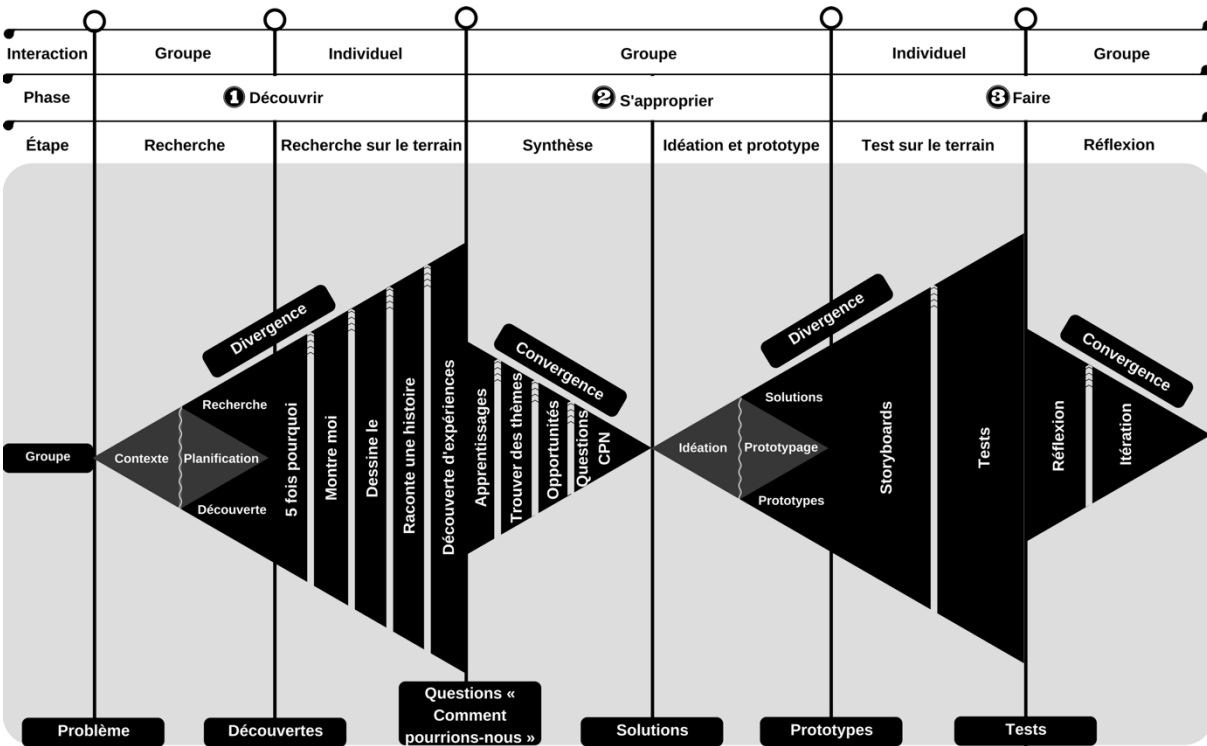 Interaction
Groupe
Individuel
Groupe
Individuel
Groupe
Phase
1 Découvrir
2 S'approprier
3 Faire
Étape
Recherche
Recherche sur le terrain
Synthèse
Idéation et prototype
Test sur le terrain
Réflexion
Groupe
Contexte
Planification
Recherche
Découverte
Divergence
5 fois pourquoi
Montre moi
Dessine le
Raconte une histoire
Découverte d'expériences
Convergence
Apprentissages
Trouver des thèmes
Opportunités
Questions
CPN
Idéation
Prototypage
Solutions
Prototypes
Divergence
Storyboards
Tests
Convergence
Réflexion
Itération
Problème
Découvertes
Questions «
Comment
pourrions-nous »
Solutions
Prototypes
Tests